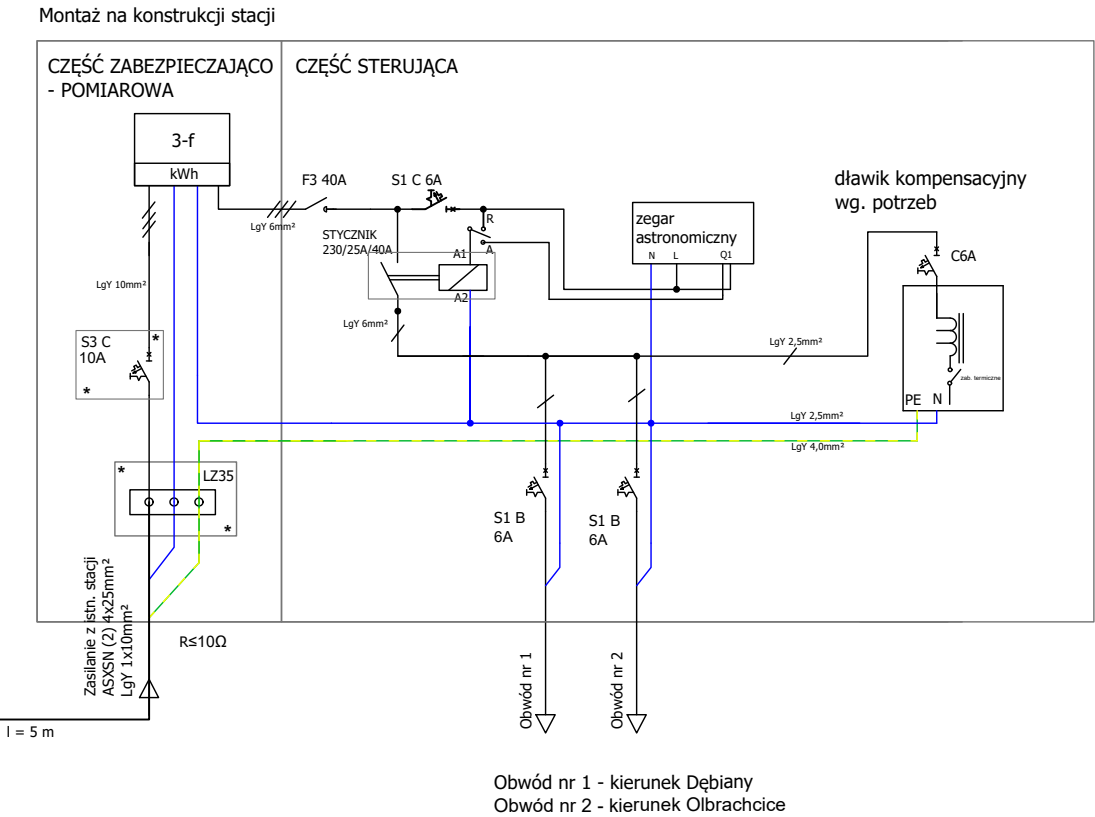 Montaż na konstrukcji stacji
CZĘŚĆ ZABEZPIECZAJĄCO
- POMIAROWA
CZĘŚĆ STERUJĄCA
3-f
kWh
F3 40A
S1 C 6A
LgY 6mm²
STYCZNIK
230/25A/40A
R
A
A1
A2
zegar
astronomiczny
N
L
Q1
dławik kompensacyjny
wg. potrzeb
C6A
LgY 10mm²
LgY 6mm²
LgY 2,5mm²
S3 C
10A
*
*
zab. termiczne
PE
N
LgY 2,5mm²
LgY 4,0mm²
*
LZ35
*
S1 B
6A
S1 B
6A
Zasilanie z istn. stacji
ASXSN (2) 4x25mm²
LgY 1x10mm²
R≤10Ω
Obwód nr 1
Obwód nr 2
l = 5 m
Obwód nr 1 - kierunek Dębiany
Obwód nr 2 - kierunek Olbrachcice